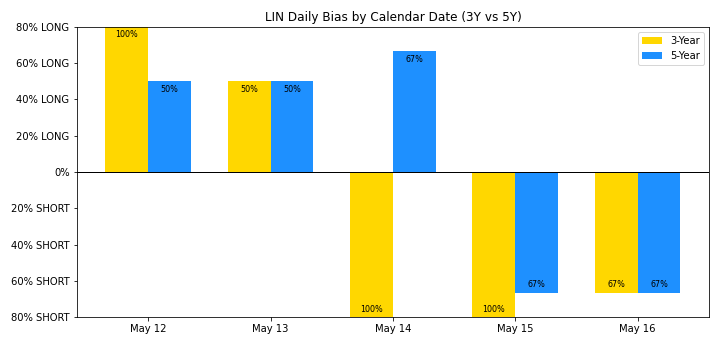 LIN Daily Bias by Calendar Date (3Y vs 5Y)
80% LONG
60% LONG
40% LONG
20% LONG
0%
20% SHORT
40% SHORT
60% SHORT
80% SHORT
3-Year
5-Year
100%
50%
50%
50%
100%
67%
100%
67%
67%
67%
May 12
May 13
May 14
May 15
May 16